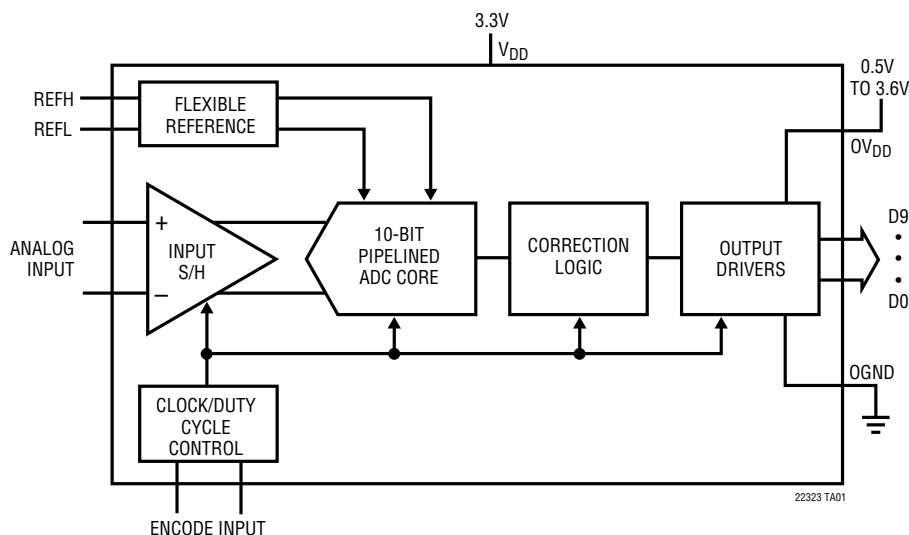 3.3V
VDD
0.5V
TO 3.6V
REFH
REFL
FLEXIBLE
REFERENCE
OVDD
ANALOG
INPUT
+
–
INPUT
S/H
10-BIT
PIPELINED
ADC CORE
CORRECTION
LOGIC
OUTPUT
DRIVERS
D9
•
•
•
D0
OGND
CLOCK/DUTY
CYCLE
CONTROL
ENCODE INPUT
22323 TA01